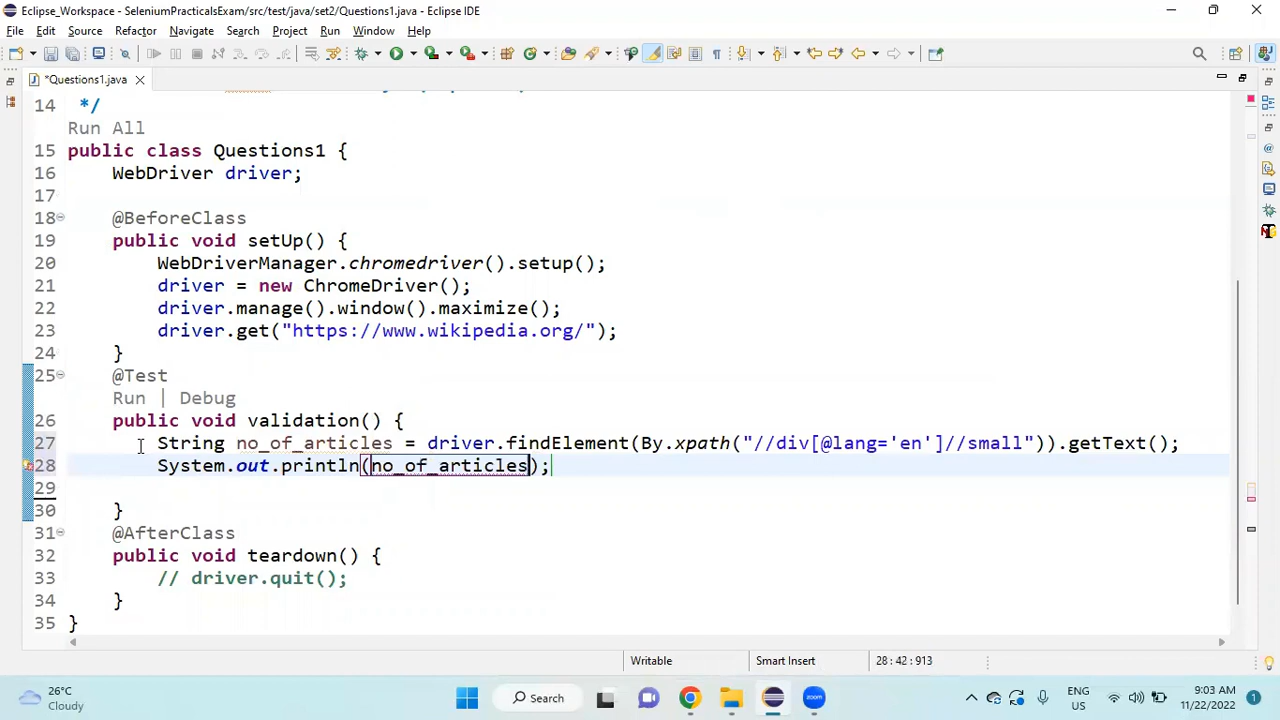 Eclipse_Workspace - SeleniumPracticalsExam/src/test/java/set2/Questions1.java - Eclipse IDE
File Edit Source Refactor Navigate Search Project Run Window Help
*Questions1.java
14 */
Run All
15 public class Questions1 {
16 WebDriver driver;
17
18 @BeforeClass
19 public void setUp() {
20 WebDriverManager.chromedriver().setup();
21 driver = new ChromeDriver();
22 driver.manage().window().maximize();
23 driver.get("https://www.wikipedia.org/");
24 }
25 @Test
Run | Debug
26 public void validation() {
27 String no_of_articles = driver.findElement(By.xpath("//div[@lang='en']//small")).getText();
28 System.out.println(no_of_articles);
29
30 }
31 @AfterClass
32 public void teardown() {
33 // driver.quit();
34 }
35 }
Writable Smart Insert 28 : 42 : 913
26°C
Cloudy
Search
ENG
US
9:03 AM
11/22/2022
1